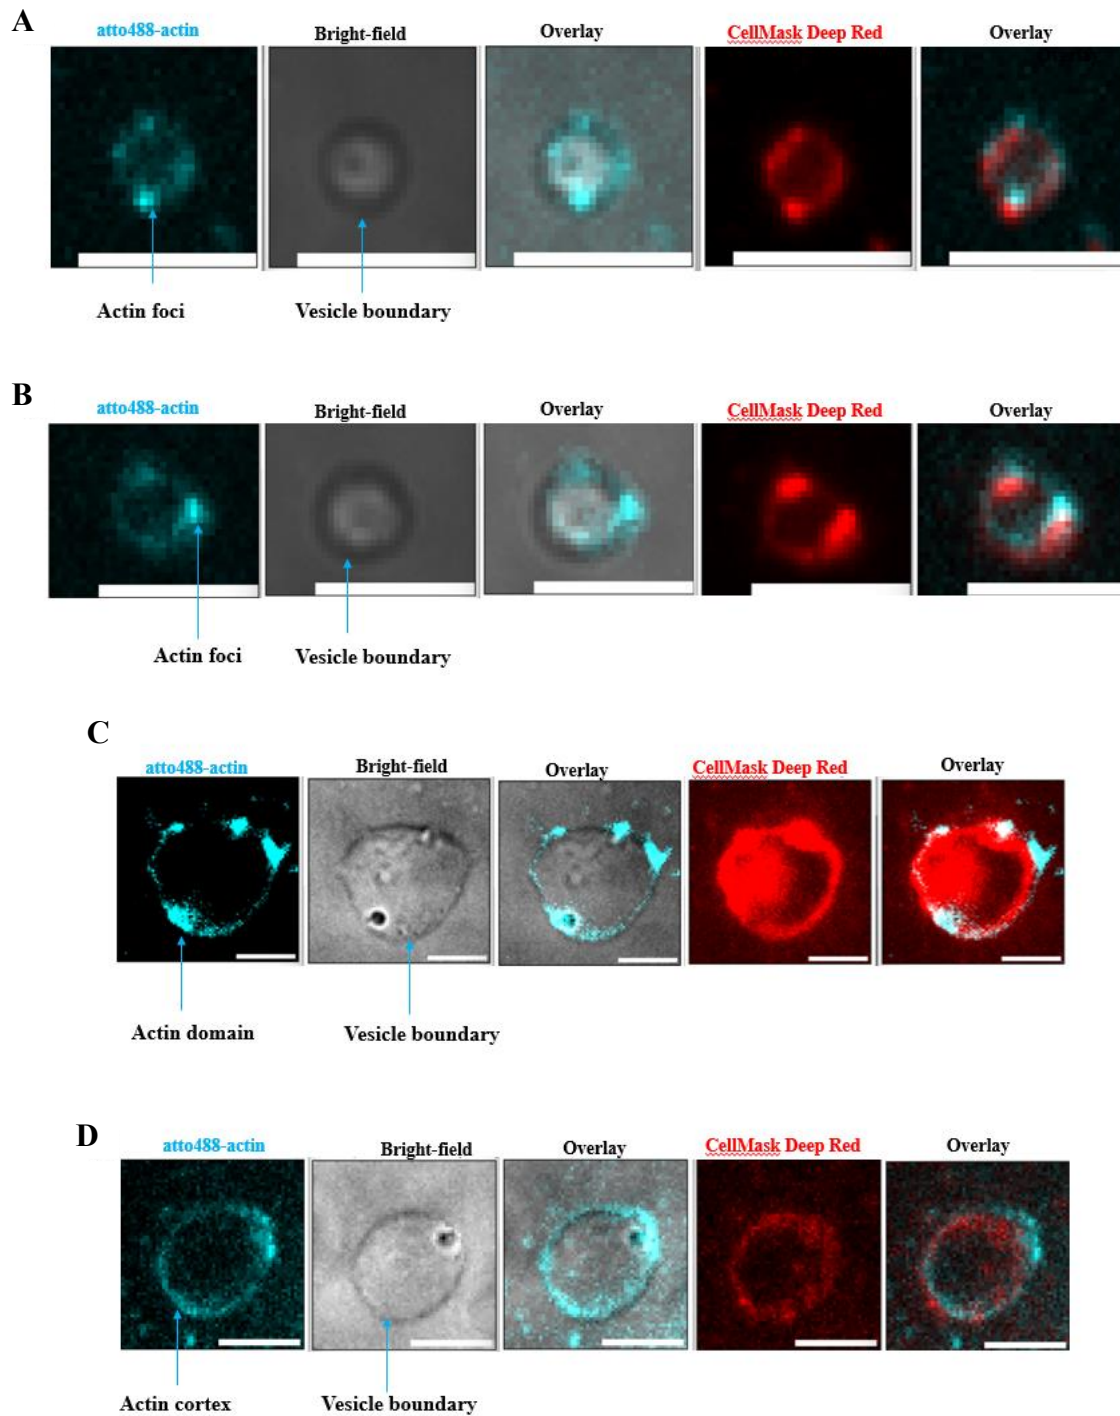 A
atto488-actin Bright-field Overlay CellMask Deep Red Overlay
Actin foci Vesicle boundary
B
atto488-actin Bright-field Overlay CellMask Deep Red Overlay
Actin foci Vesicle boundary
C
atto488-actin Bright-field Overlay CellMask Deep Red Overlay
Actin domain Vesicle boundary
D
atto488-actin Bright-field Overlay CellMask Deep Red Overlay
Actin cortex Vesicle boundary